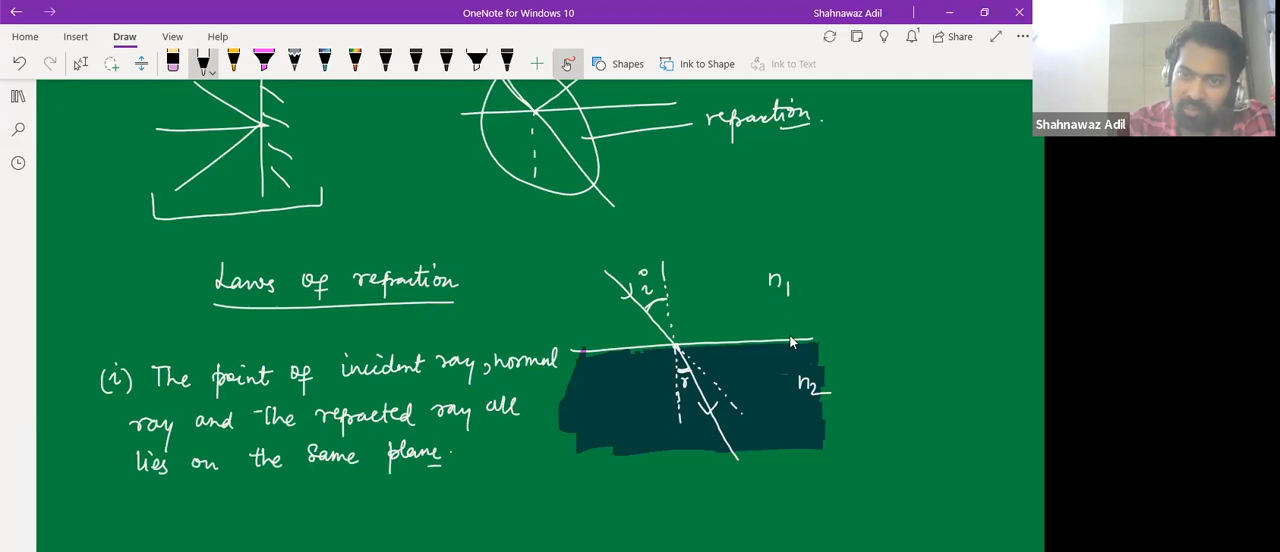 OneNote for Windows 10
Shahnawaz Adil
Home Insert Draw View Help
Share
Shapes Ink to Shape Ink to Text
Shahnawaz Adil
refraction.
Laws of refraction
i
n1
(i) The point of incident ray, normal
ray and the refracted ray all
lies on the same plane.
r
n2